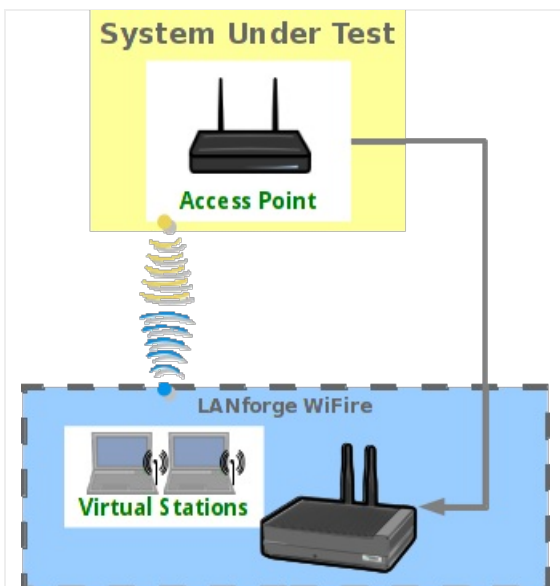 System Under Test
Access Point
LANforge WiFire
Virtual Stations